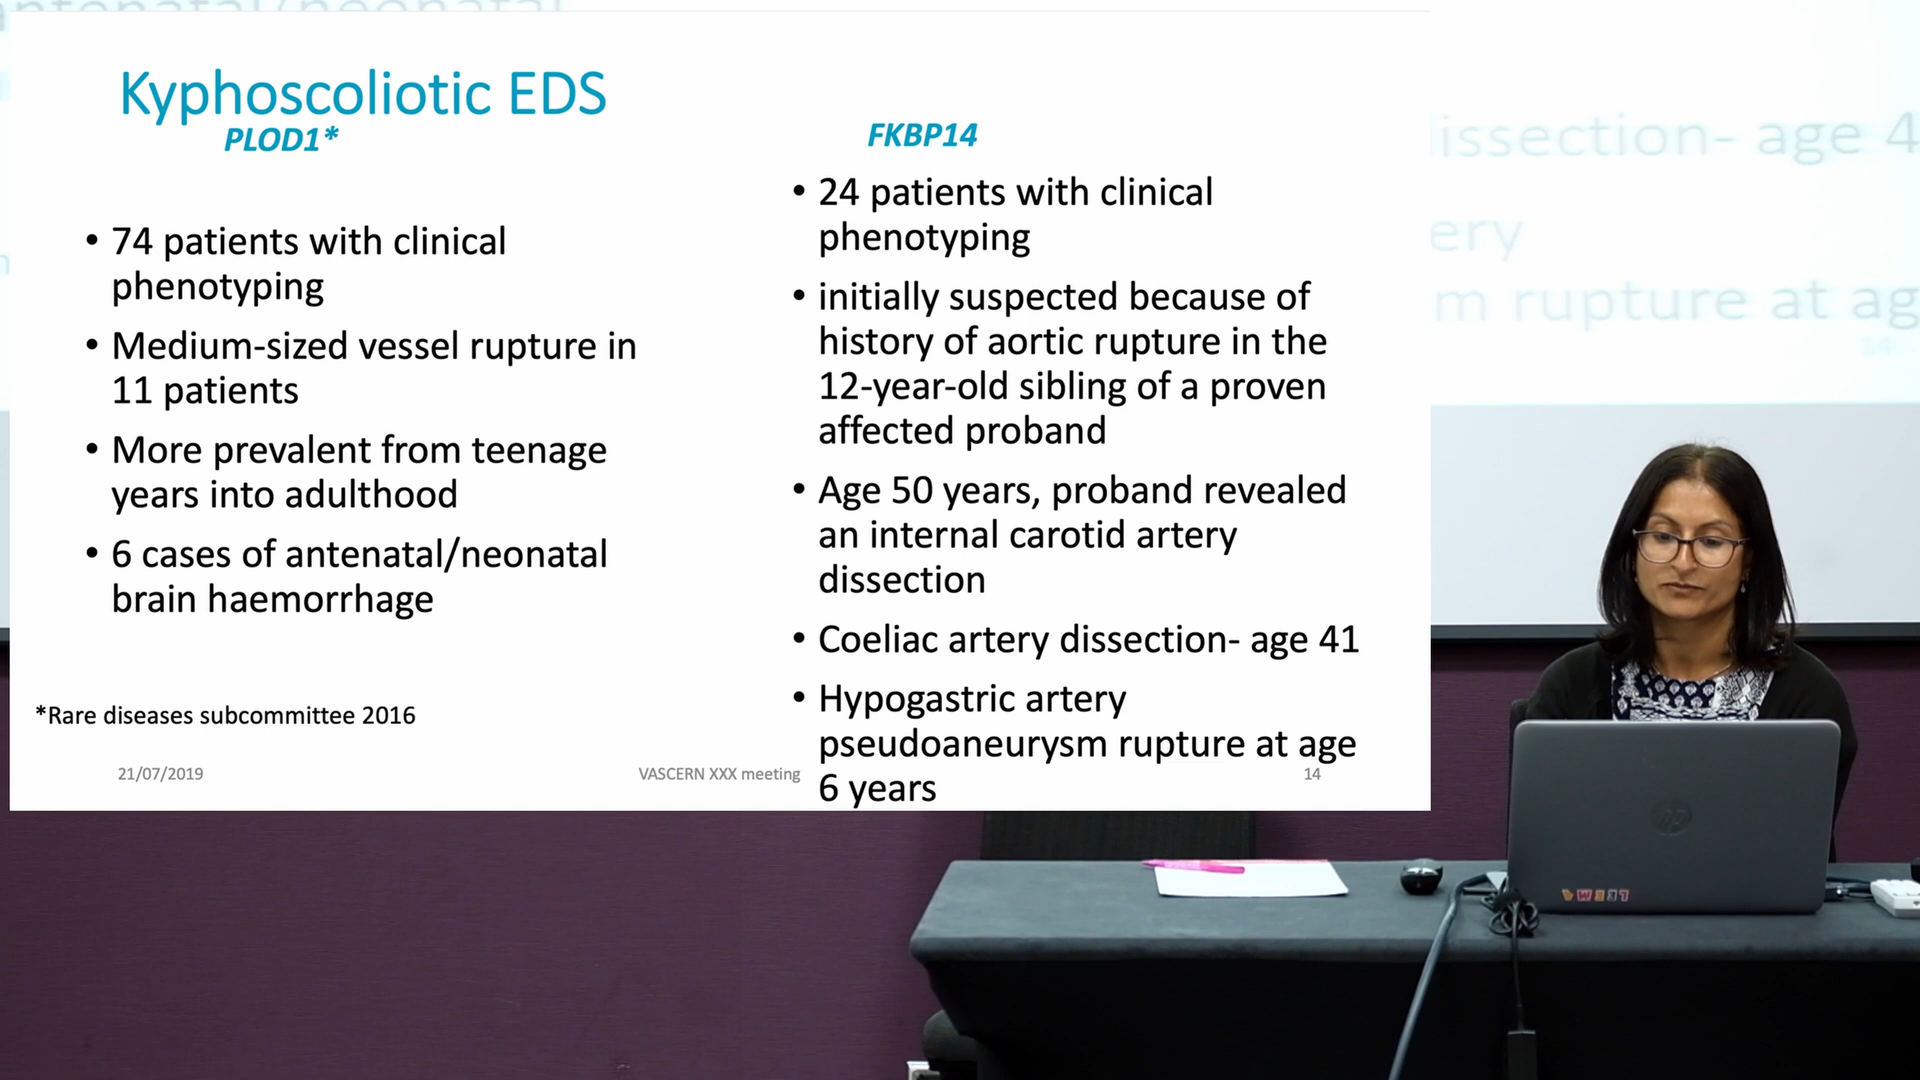 antenatal/neonatal
Kyphoscoliotic EDS
PLOD1*
• 74 patients with clinical
phenotyping
• Medium-sized vessel rupture in
11 patients
• More prevalent from teenage
years into adulthood
• 6 cases of antenatal/neonatal
brain haemorrhage
*Rare diseases subcommittee 2016
FKBP14
• 24 patients with clinical
phenotyping
• initially suspected because of
history of aortic rupture in the
12-year-old sibling of a proven
affected proband
• Age 50 years, proband revealed
an internal carotid artery
dissection
• Coeliac artery dissection- age 41
• Hypogastric artery
pseudoaneurysm rupture at age
6 years
21/07/2019
VASCERN XXX meeting
14
issection- age 4
ery
m rupture at ag
14
hp